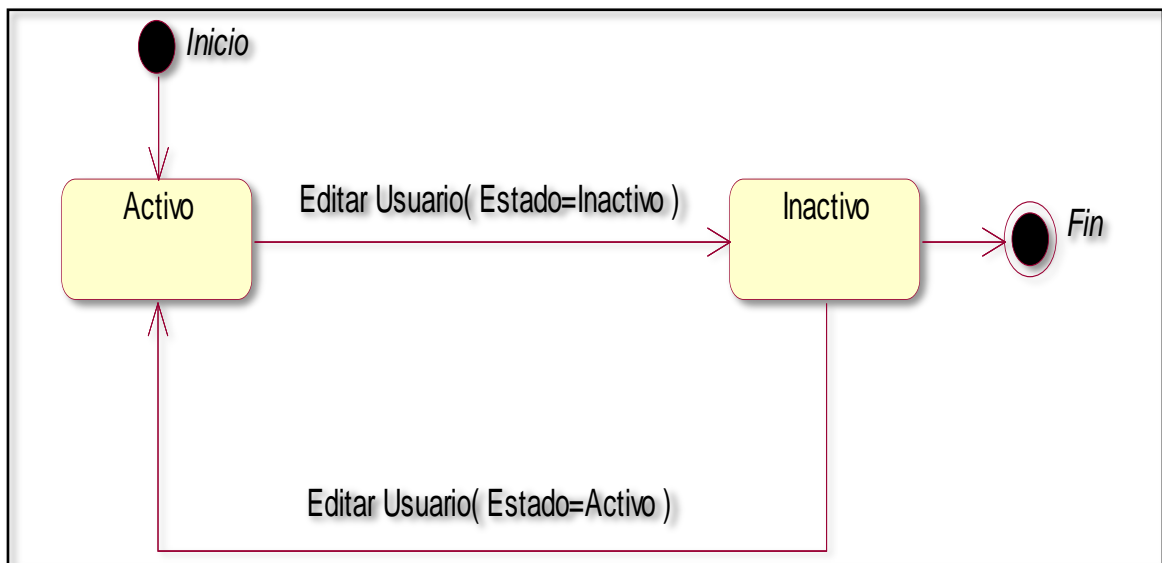 Inicio
Activo
Editar Usuario( Estado=Inactivo )
Inactivo
Fin
Editar Usuario( Estado=Activo )